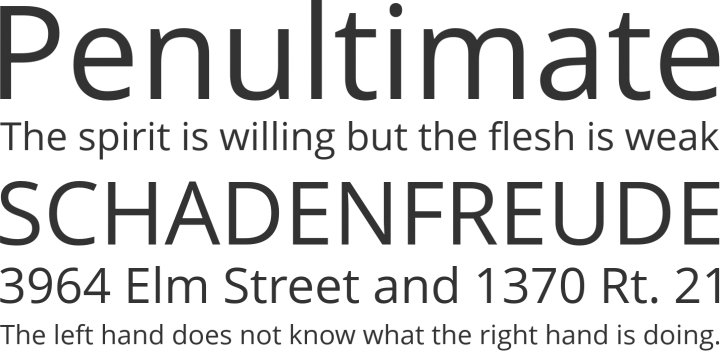 Penultimate
The spirit is willing but the flesh is weak
SCHADENFREUDE
3964 Elm Street and 1370 Rt. 21
The left hand does not know what the right hand is doing.